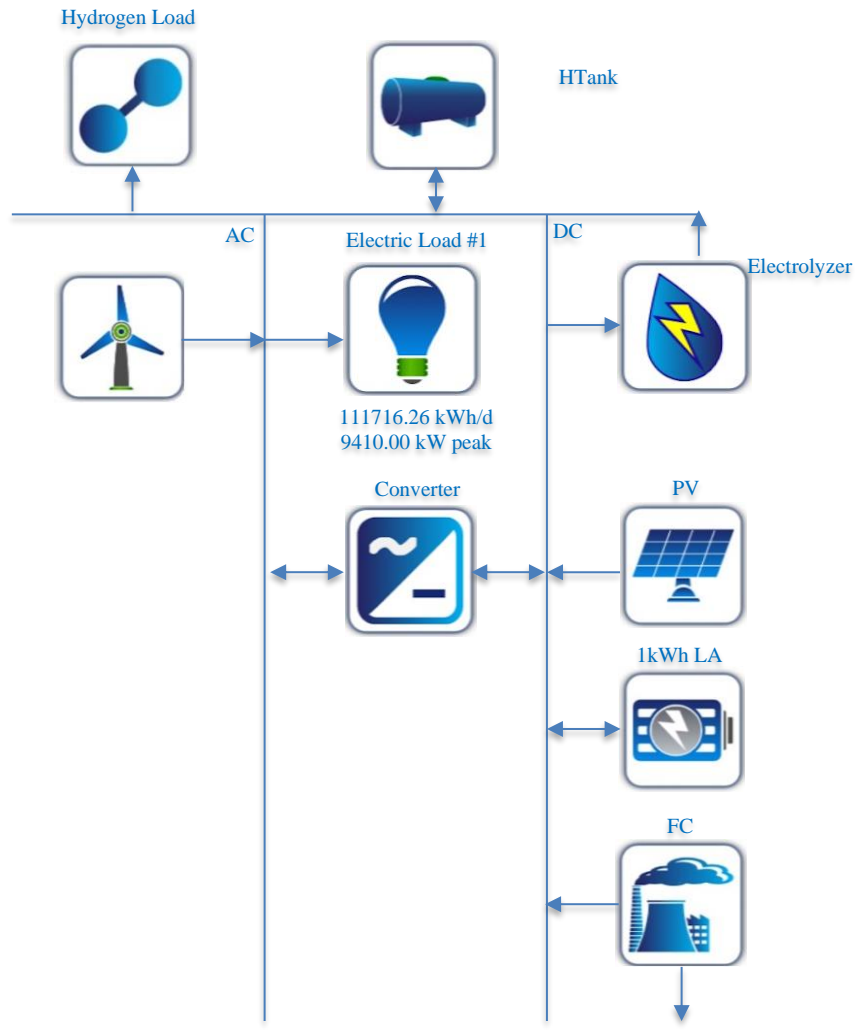 Hydrogen Load
HTank
AC
Electric Load #1
DC
Electrolyzer
111716.26 kWh/d
9410.00 kW peak
Converter
PV
1kWh LA
FC